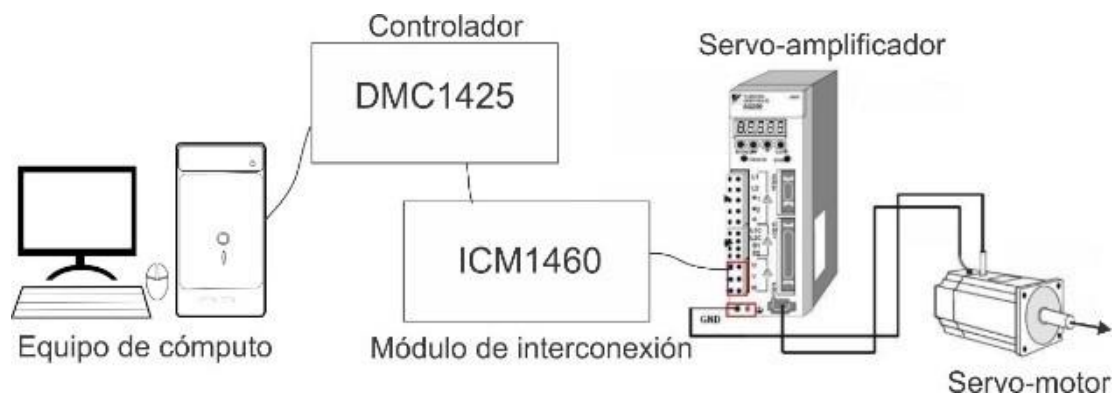 Controlador
DMC1425
Servo-amplificador
ICM1460
GND
Equipo de cómputo
Módulo de interconexión
Servo-motor